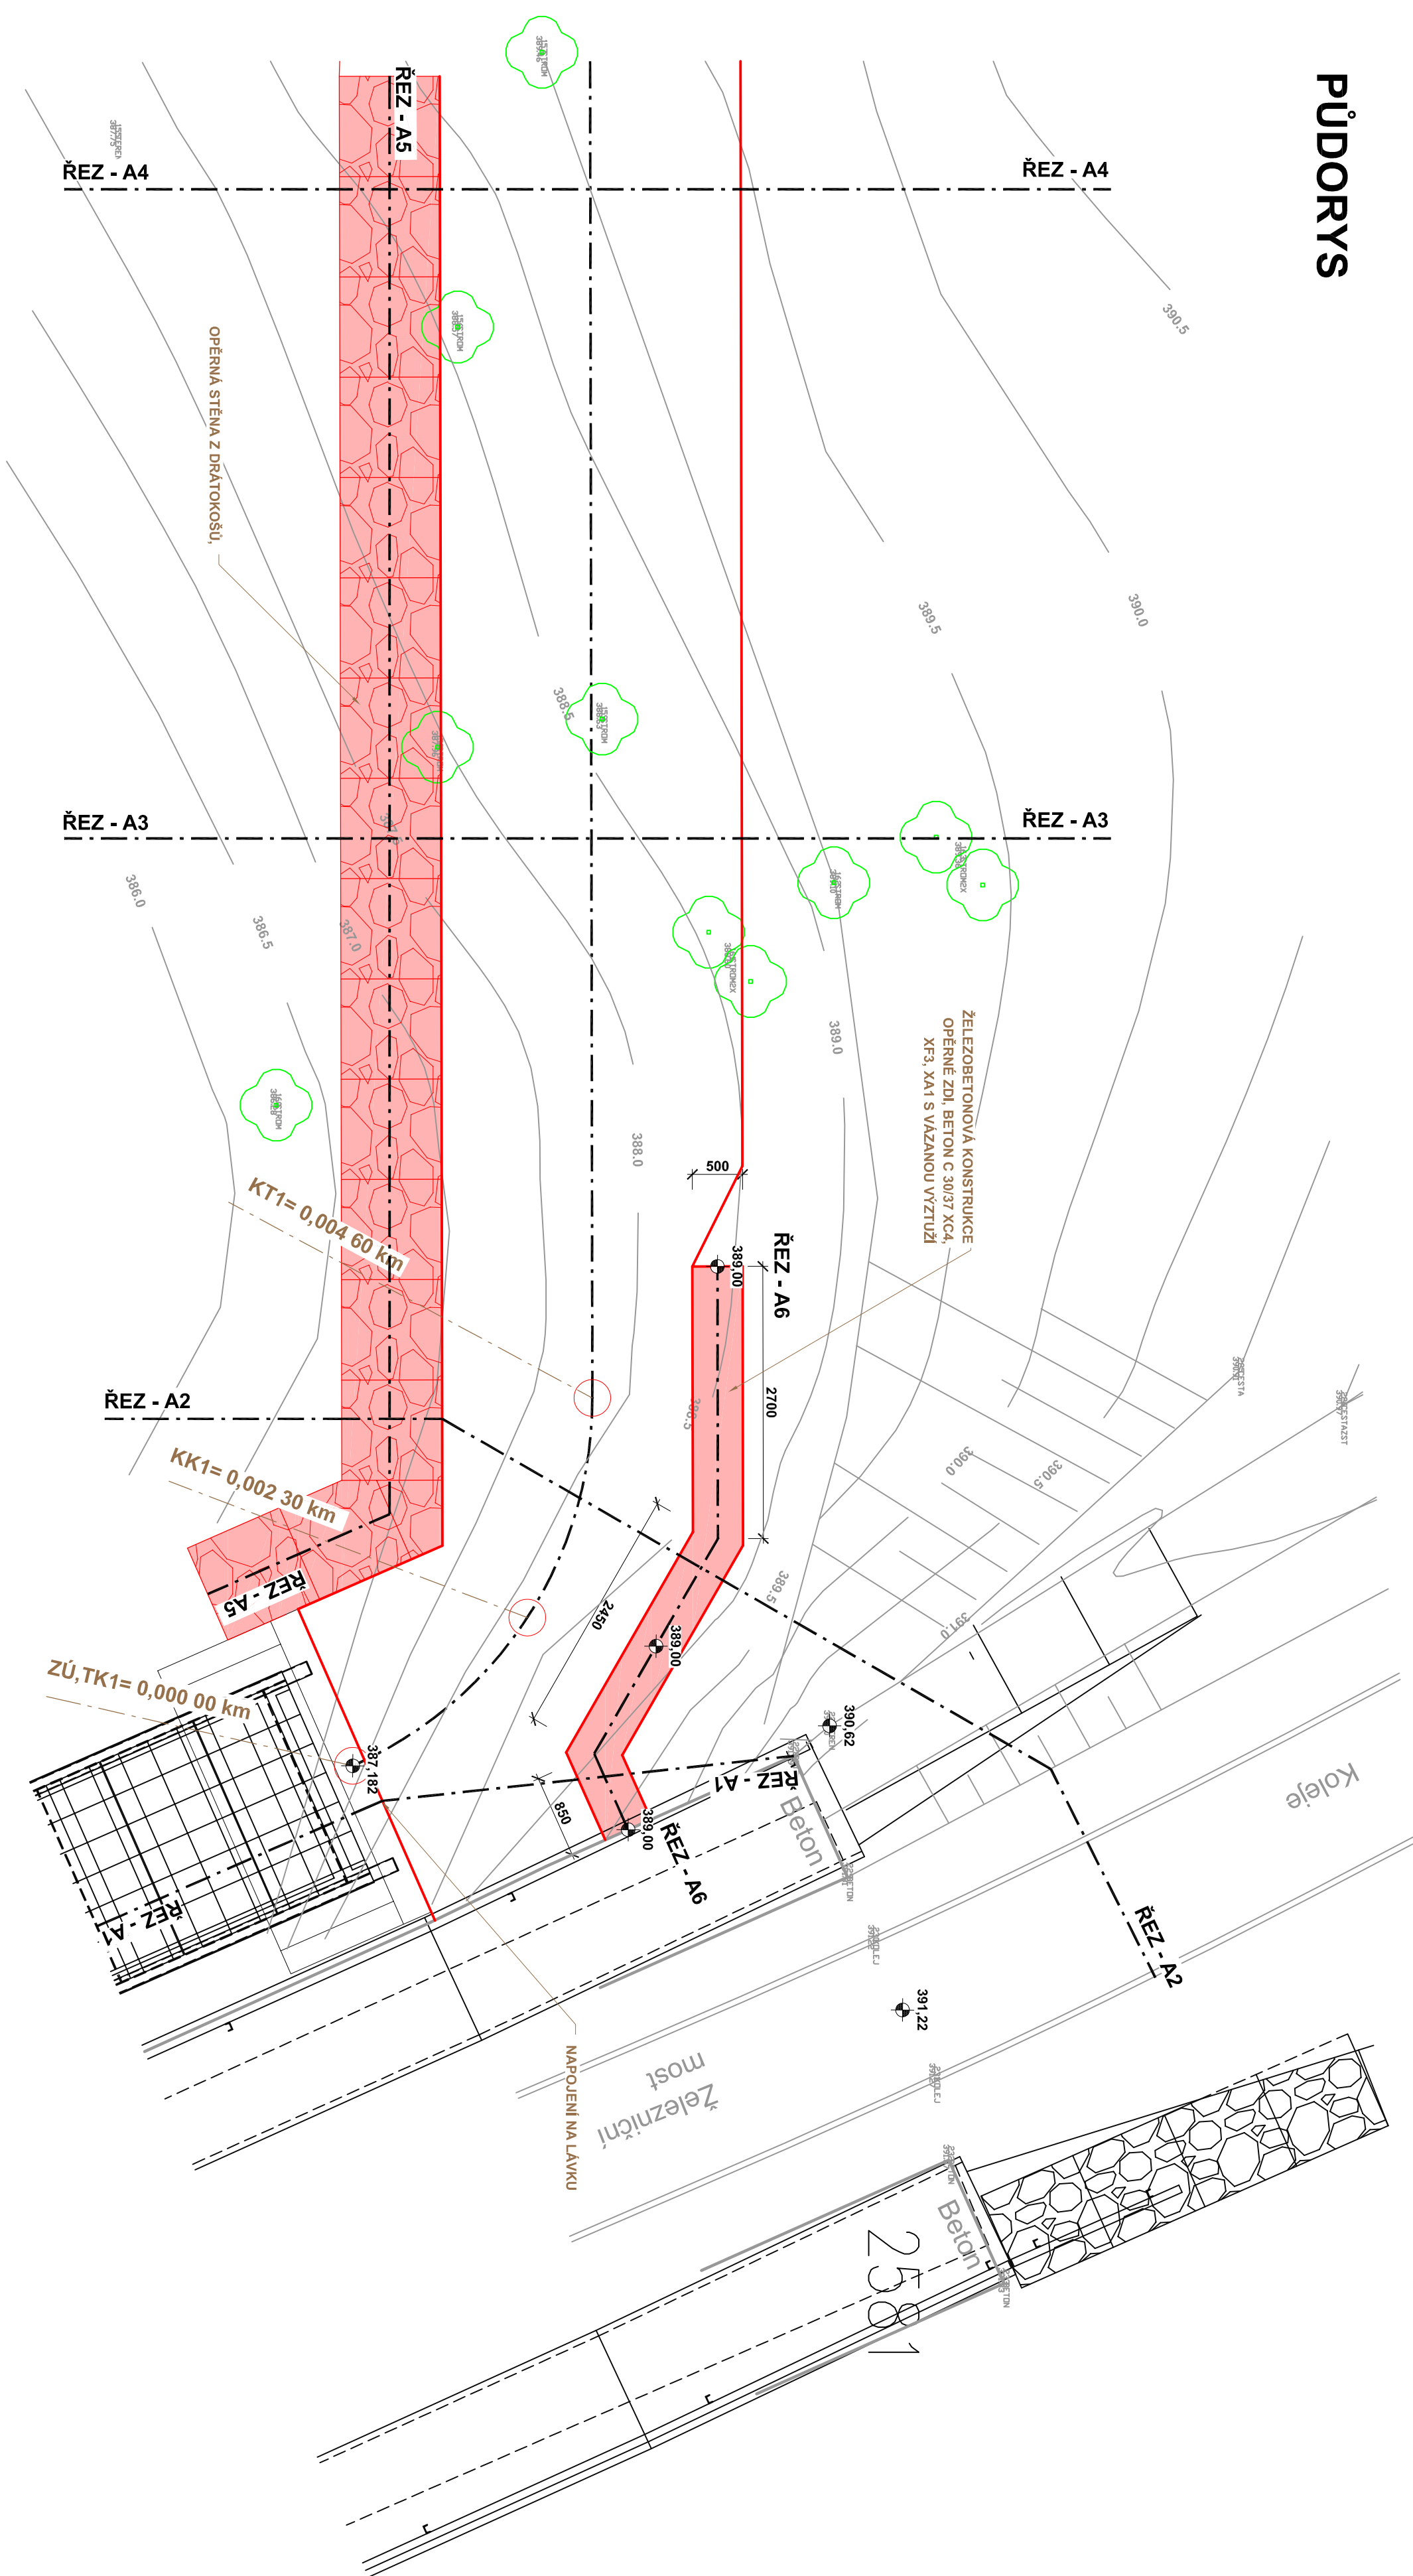 PŮDORYS
ŘEZ - A5
ŘEZ - A4
ŘEZ - A4
390.5
OPĚRNÁ STĚNA Z DRÁTOKOŠŮ,
389.5
390.0
388.5
ŘEZ - A3
ŘEZ - A3
387.5
386.0
386.5
387.0
389.0
ŽELEZOBETONOVÁ KONSTRUKCE
OPĚRNÉ ZDI, BETON C 30/37 XC4,
XF3, XA1 S VÁZANOU VÝZTUŽÍ
388.0
500
KT1= 0,004 60 km
389,00
ŘEZ - A6
2700
ŘEZ - A2
388.5
KK1= 0,002 30 km
390.0
390.5
389.5
391.0
ŘEZ - A5
2450
389,00
ZÚ,TK1= 0,000 00 km
387,182
390,62
ŘEZ - A1
850
389,00
ŘEZ - A6
Beton
Koleje
ŘEZ - A1
ŘEZ - A2
391,22
NAPOJENÍ NA LÁVKU
Železniční
most
Beton
2581